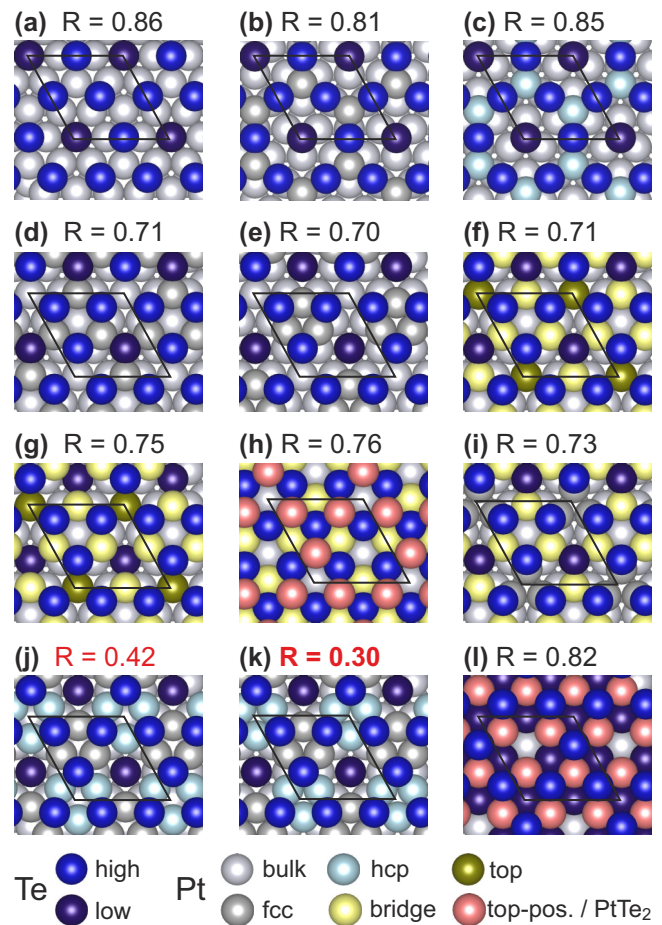 (a) R = 0.86 (b) R = 0.81 (c) R = 0.85
(d) R = 0.71 (e) R = 0.70 (f) R = 0.71
(g) R = 0.75 (h) R = 0.76 (i) R = 0.73
(j) R = 0.42 (k) R = 0.30 (l) R = 0.82
Te high low
Pt bulk hcp top
fcc bridge top-pos. / PtTe₂